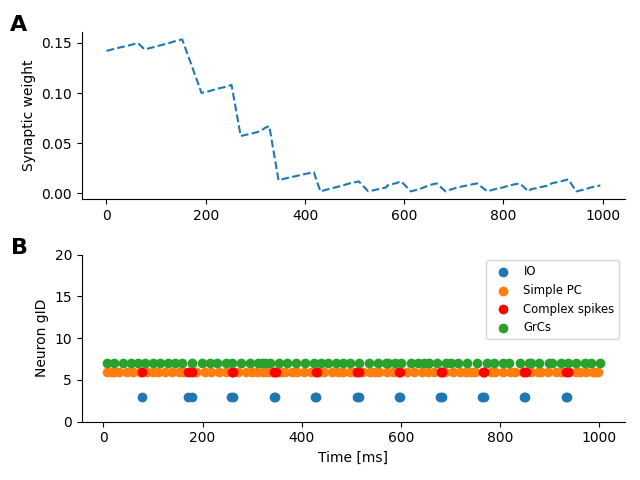 A
0.15
0.10
0.05
0.00
Synaptic weight
0 200 400 600 800 1000
B
20
15
10
5
0
Neuron gID
IO
Simple PC
Complex spikes
GrCs
0 200 400 600 800 1000
Time [ms]